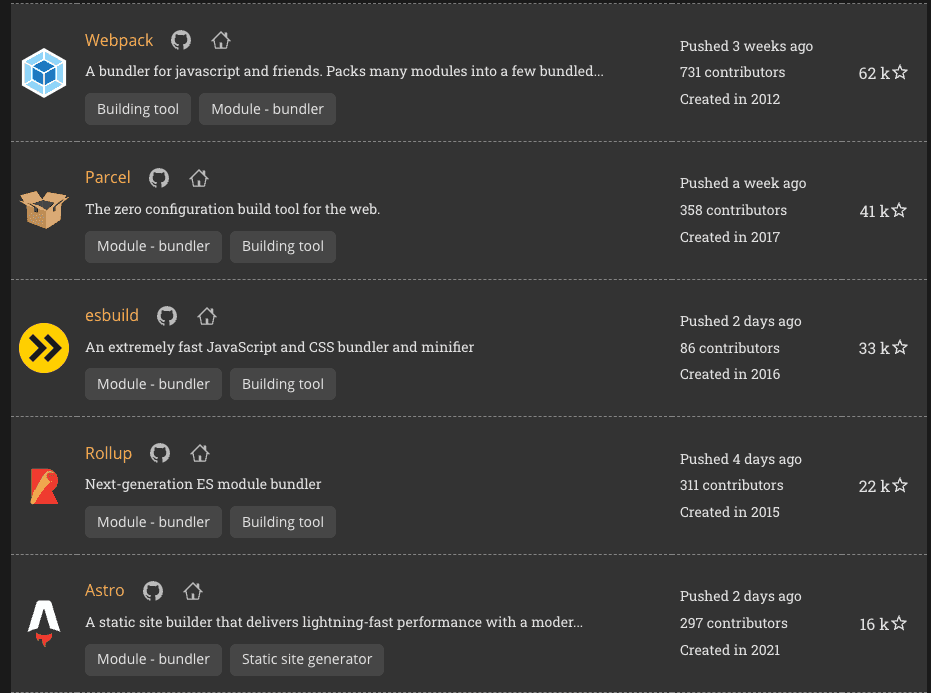 Webpack
A bundler for javascript and friends. Packs many modules into a few bundled...
Building tool
Module - bundler
Pushed 3 weeks ago
731 contributors
Created in 2012
62 k
Parcel
The zero configuration build tool for the web.
Module - bundler
Building tool
Pushed a week ago
358 contributors
Created in 2017
41 k
esbuild
An extremely fast JavaScript and CSS bundler and minifier
Module - bundler
Building tool
Pushed 2 days ago
86 contributors
Created in 2016
33 k
Rollup
Next-generation ES module bundler
Module - bundler
Building tool
Pushed 4 days ago
311 contributors
Created in 2015
22 k
Astro
A static site builder that delivers lightning-fast performance with a moder...
Module - bundler
Static site generator
Pushed 2 days ago
297 contributors
Created in 2021
16 k